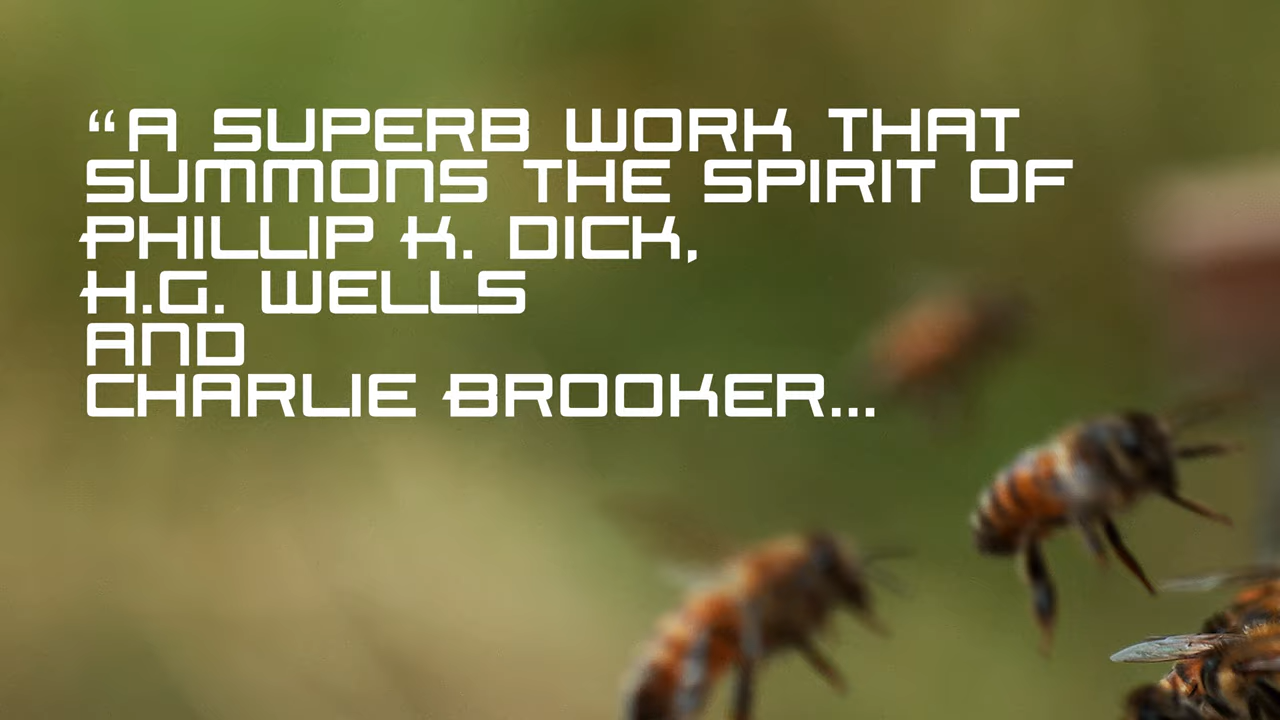 “A SUPERB WORK THAT
SUMMONS THE SPIRIT OF
PHILLIP K. DICK,
H.G. WELLS
AND
CHARLIE BROOKER...